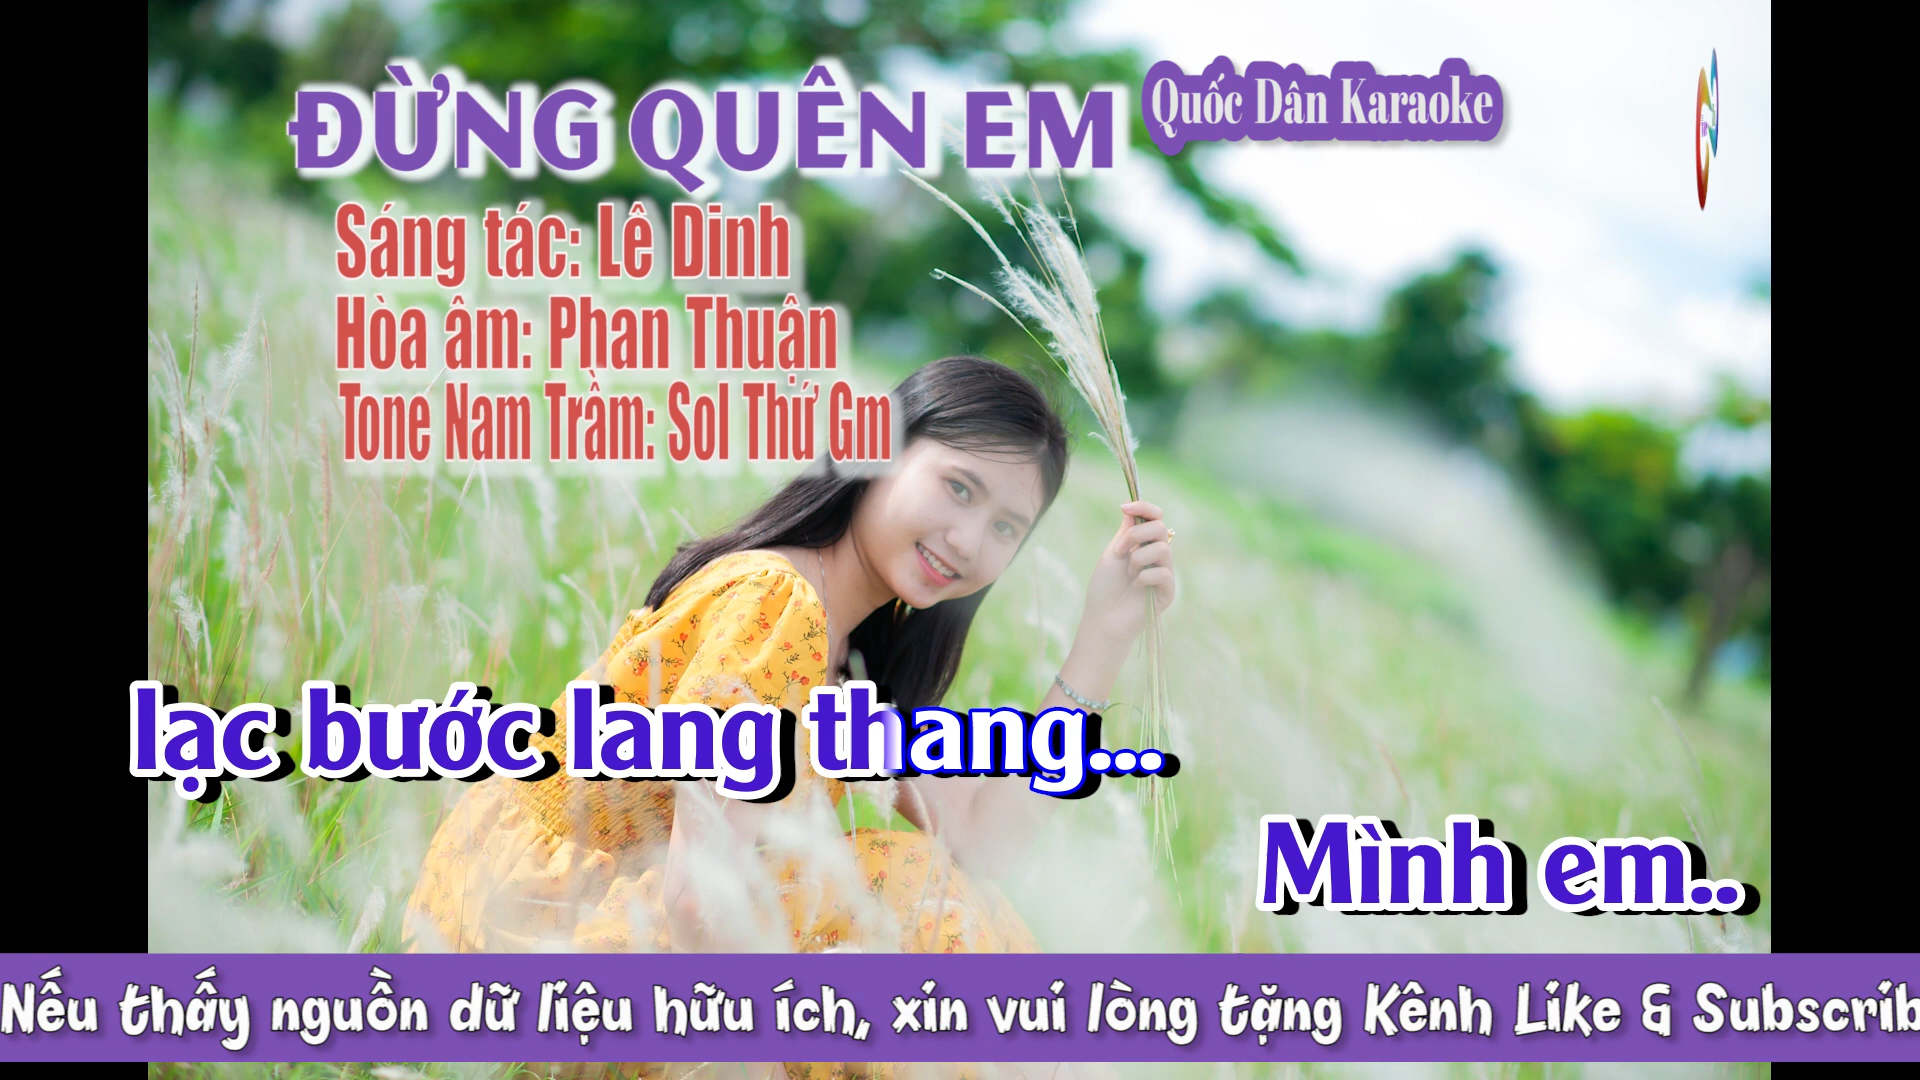 ĐỪNG QUÊN EM
Quốc Dân Karaoke
Sáng tác: Lê Dinh
Hòa âm: Phan Thuận
Tone Nam Trầm: Sol Thứ Gm
lạc bước lang thang...
Mình em..
Nếu thấy nguồn dữ liệu hữu ích, xin vui lòng tặng Kênh Like & Subscrib